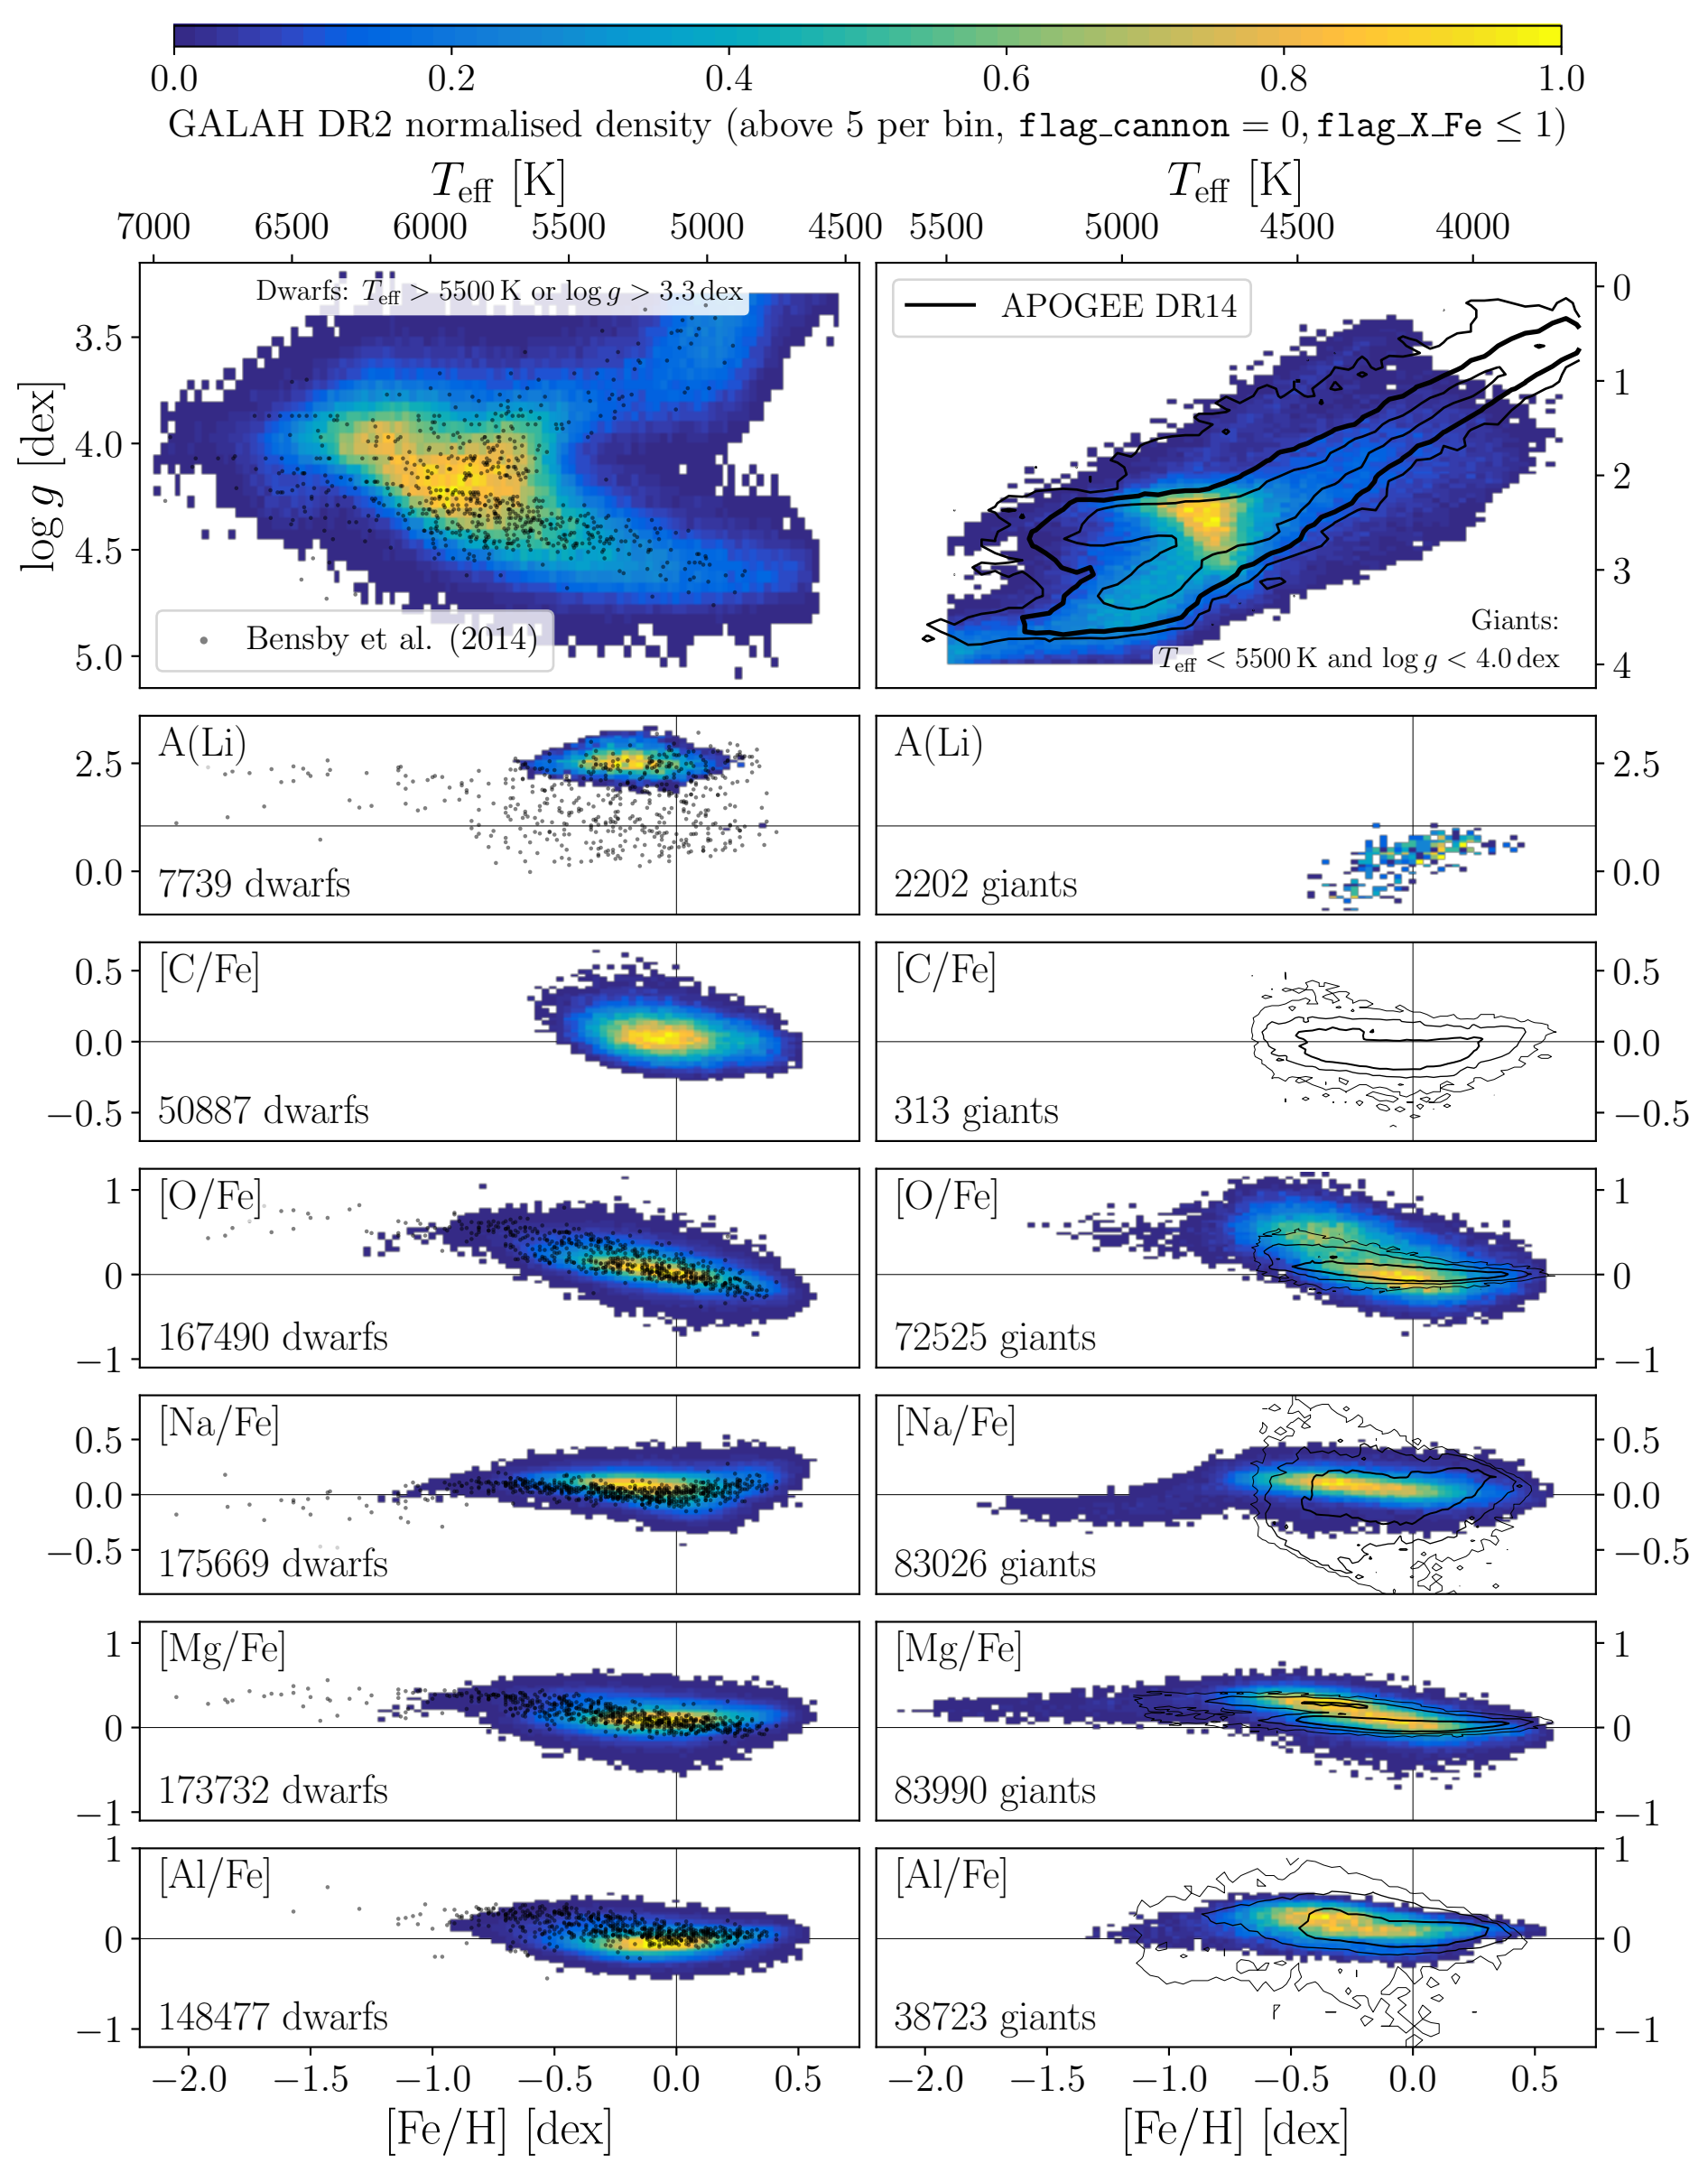 0.0 0.2 0.4 0.6 0.8 1.0
GALAH DR2 normalised density (above 5 per bin, flag_cannon = 0, flag_X_Fe ≤ 1)
T_eff [K] T_eff [K]
7000 6500 6000 5500 5000 4500 5500 5000 4500 4000
Dwarfs: T_eff > 5500 K or log g > 3.3 dex
APOGEE DR14
log g [dex]
3.5
4.0
4.5
5.0
0
1
2
3
4
Bensby et al. (2014)
Giants:
T_eff < 5500 K and log g < 4.0 dex
A(Li)
2.5
0.0
7739 dwarfs
A(Li)
2.5
0.0
2202 giants
[C/Fe]
0.5
0.0
−0.5
50887 dwarfs
[C/Fe]
0.5
0.0
−0.5
313 giants
[O/Fe]
1
0
−1
167490 dwarfs
[O/Fe]
1
0
−1
72525 giants
[Na/Fe]
0.5
0.0
−0.5
175669 dwarfs
[Na/Fe]
0.5
0.0
−0.5
83026 giants
[Mg/Fe]
1
0
−1
173732 dwarfs
[Mg/Fe]
1
0
−1
83990 giants
[Al/Fe]
1
0
−1
148477 dwarfs
[Al/Fe]
1
0
−1
38723 giants
−2.0 −1.5 −1.0 −0.5 0.0 0.5 −2.0 −1.5 −1.0 −0.5 0.0 0.5
[Fe/H] [dex] [Fe/H] [dex]